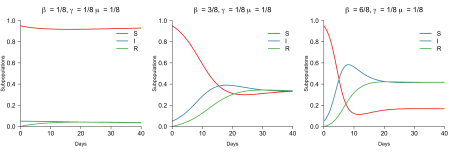 β = 1/8, γ = 1/8 μ = 1/8
β = 3/8, γ = 1/8 μ = 1/8
β = 6/8, γ = 1/8 μ = 1/8
Subpopulations
1.0
0.8
0.6
0.4
0.2
0.0
0 10 20 30 40
Days
S
I
R
Subpopulations
1.0
0.8
0.6
0.4
0.2
0.0
0 10 20 30 40
Days
S
I
R
Subpopulations
1.0
0.8
0.6
0.4
0.2
0.0
0 10 20 30 40
Days
S
I
R